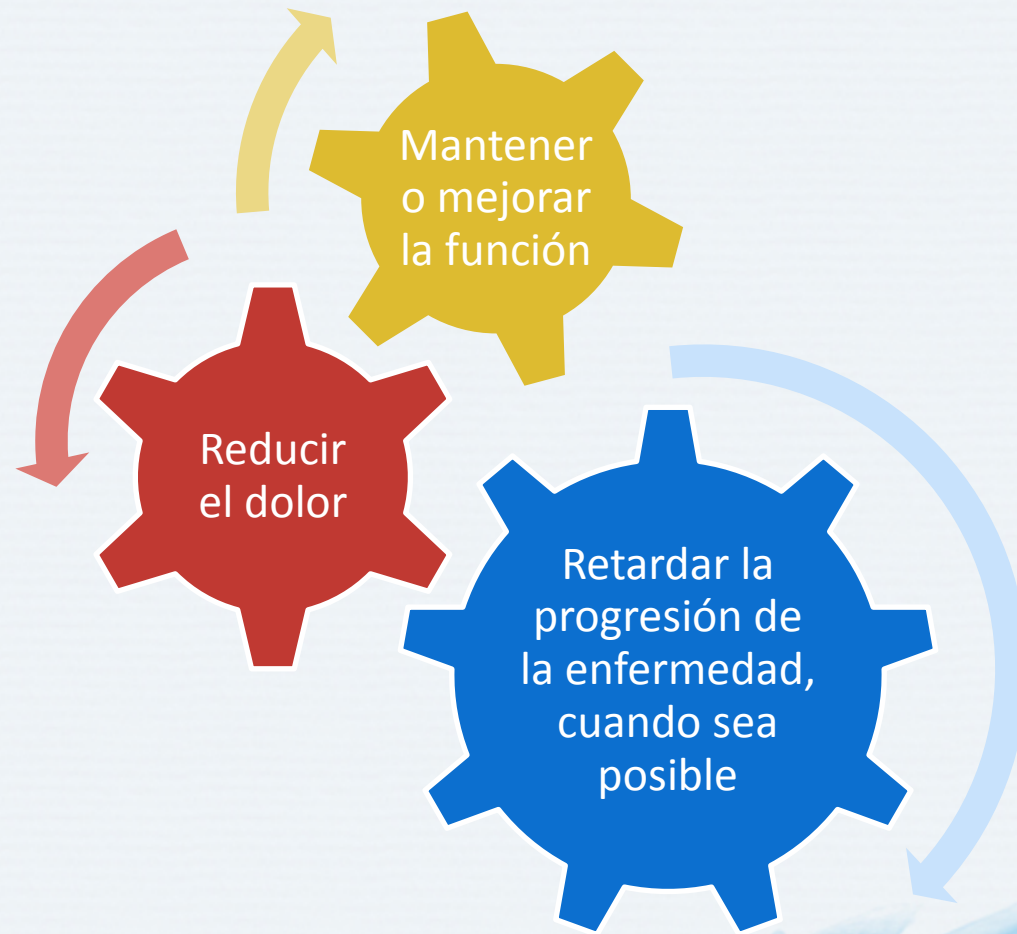 Mantener
o mejorar
la función
Reducir
el dolor
Retardar la
progresión de
la enfermedad,
cuando sea
posible